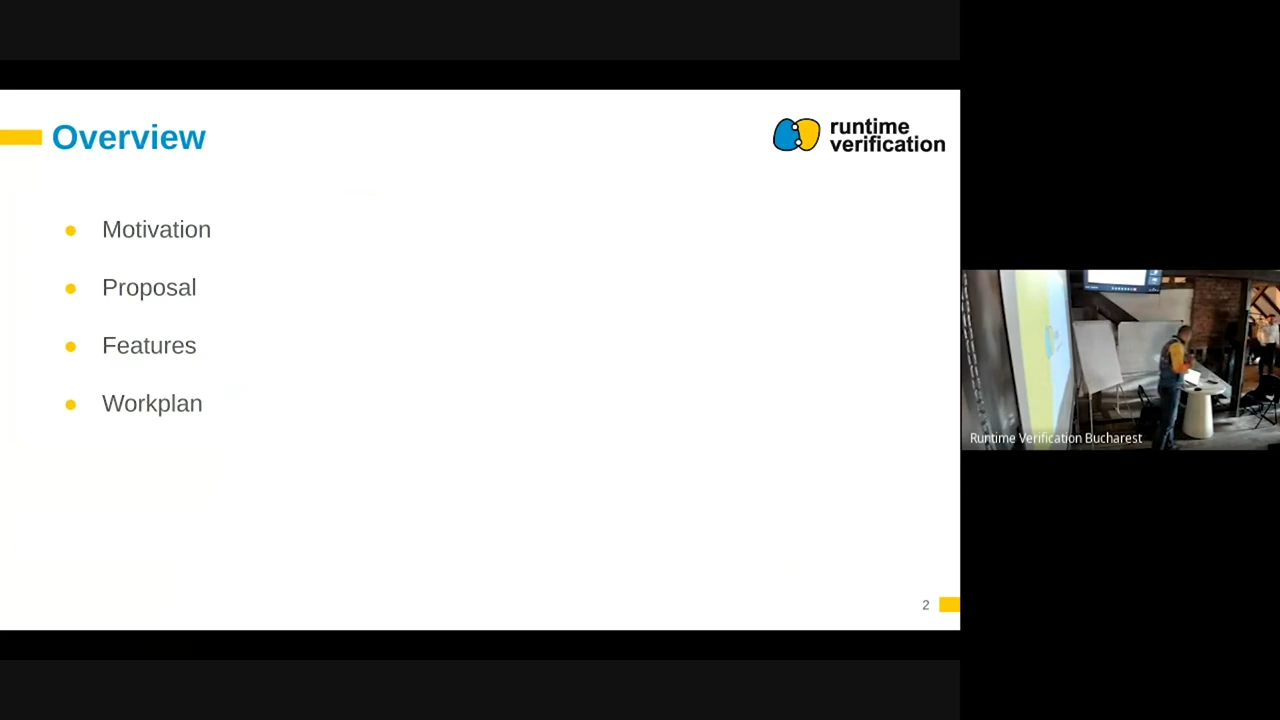 Overview
runtime
verification
Motivation
Proposal
Features
Workplan
2
Runtime Verification Bucharest